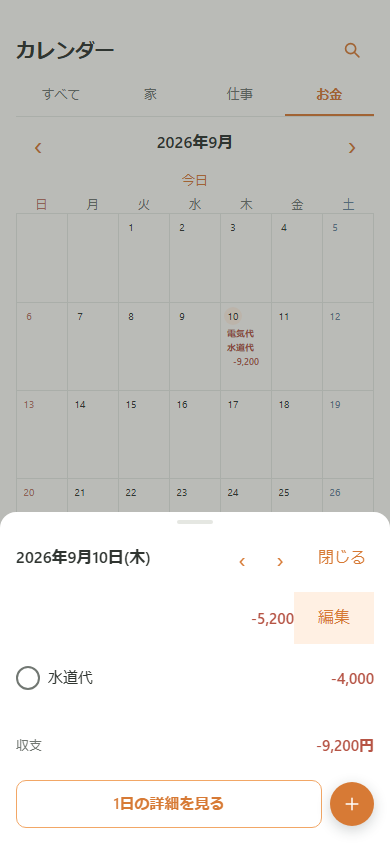 カレンダー
すべて 家 仕事 お金
‹ 2026年9月 ›
今日
日 月 火 水 木 金 土
1 2 3 4 5
6 7 8 9 10 11 12
電気代
水道代
-9,200
13 14 15 16 17 18 19
20 21 22 23 24 25 26
2026年9月10日(木) ‹ › 閉じる
-5,200 編集
水道代 -4,000
収支 -9,200円
1日の詳細を見る +